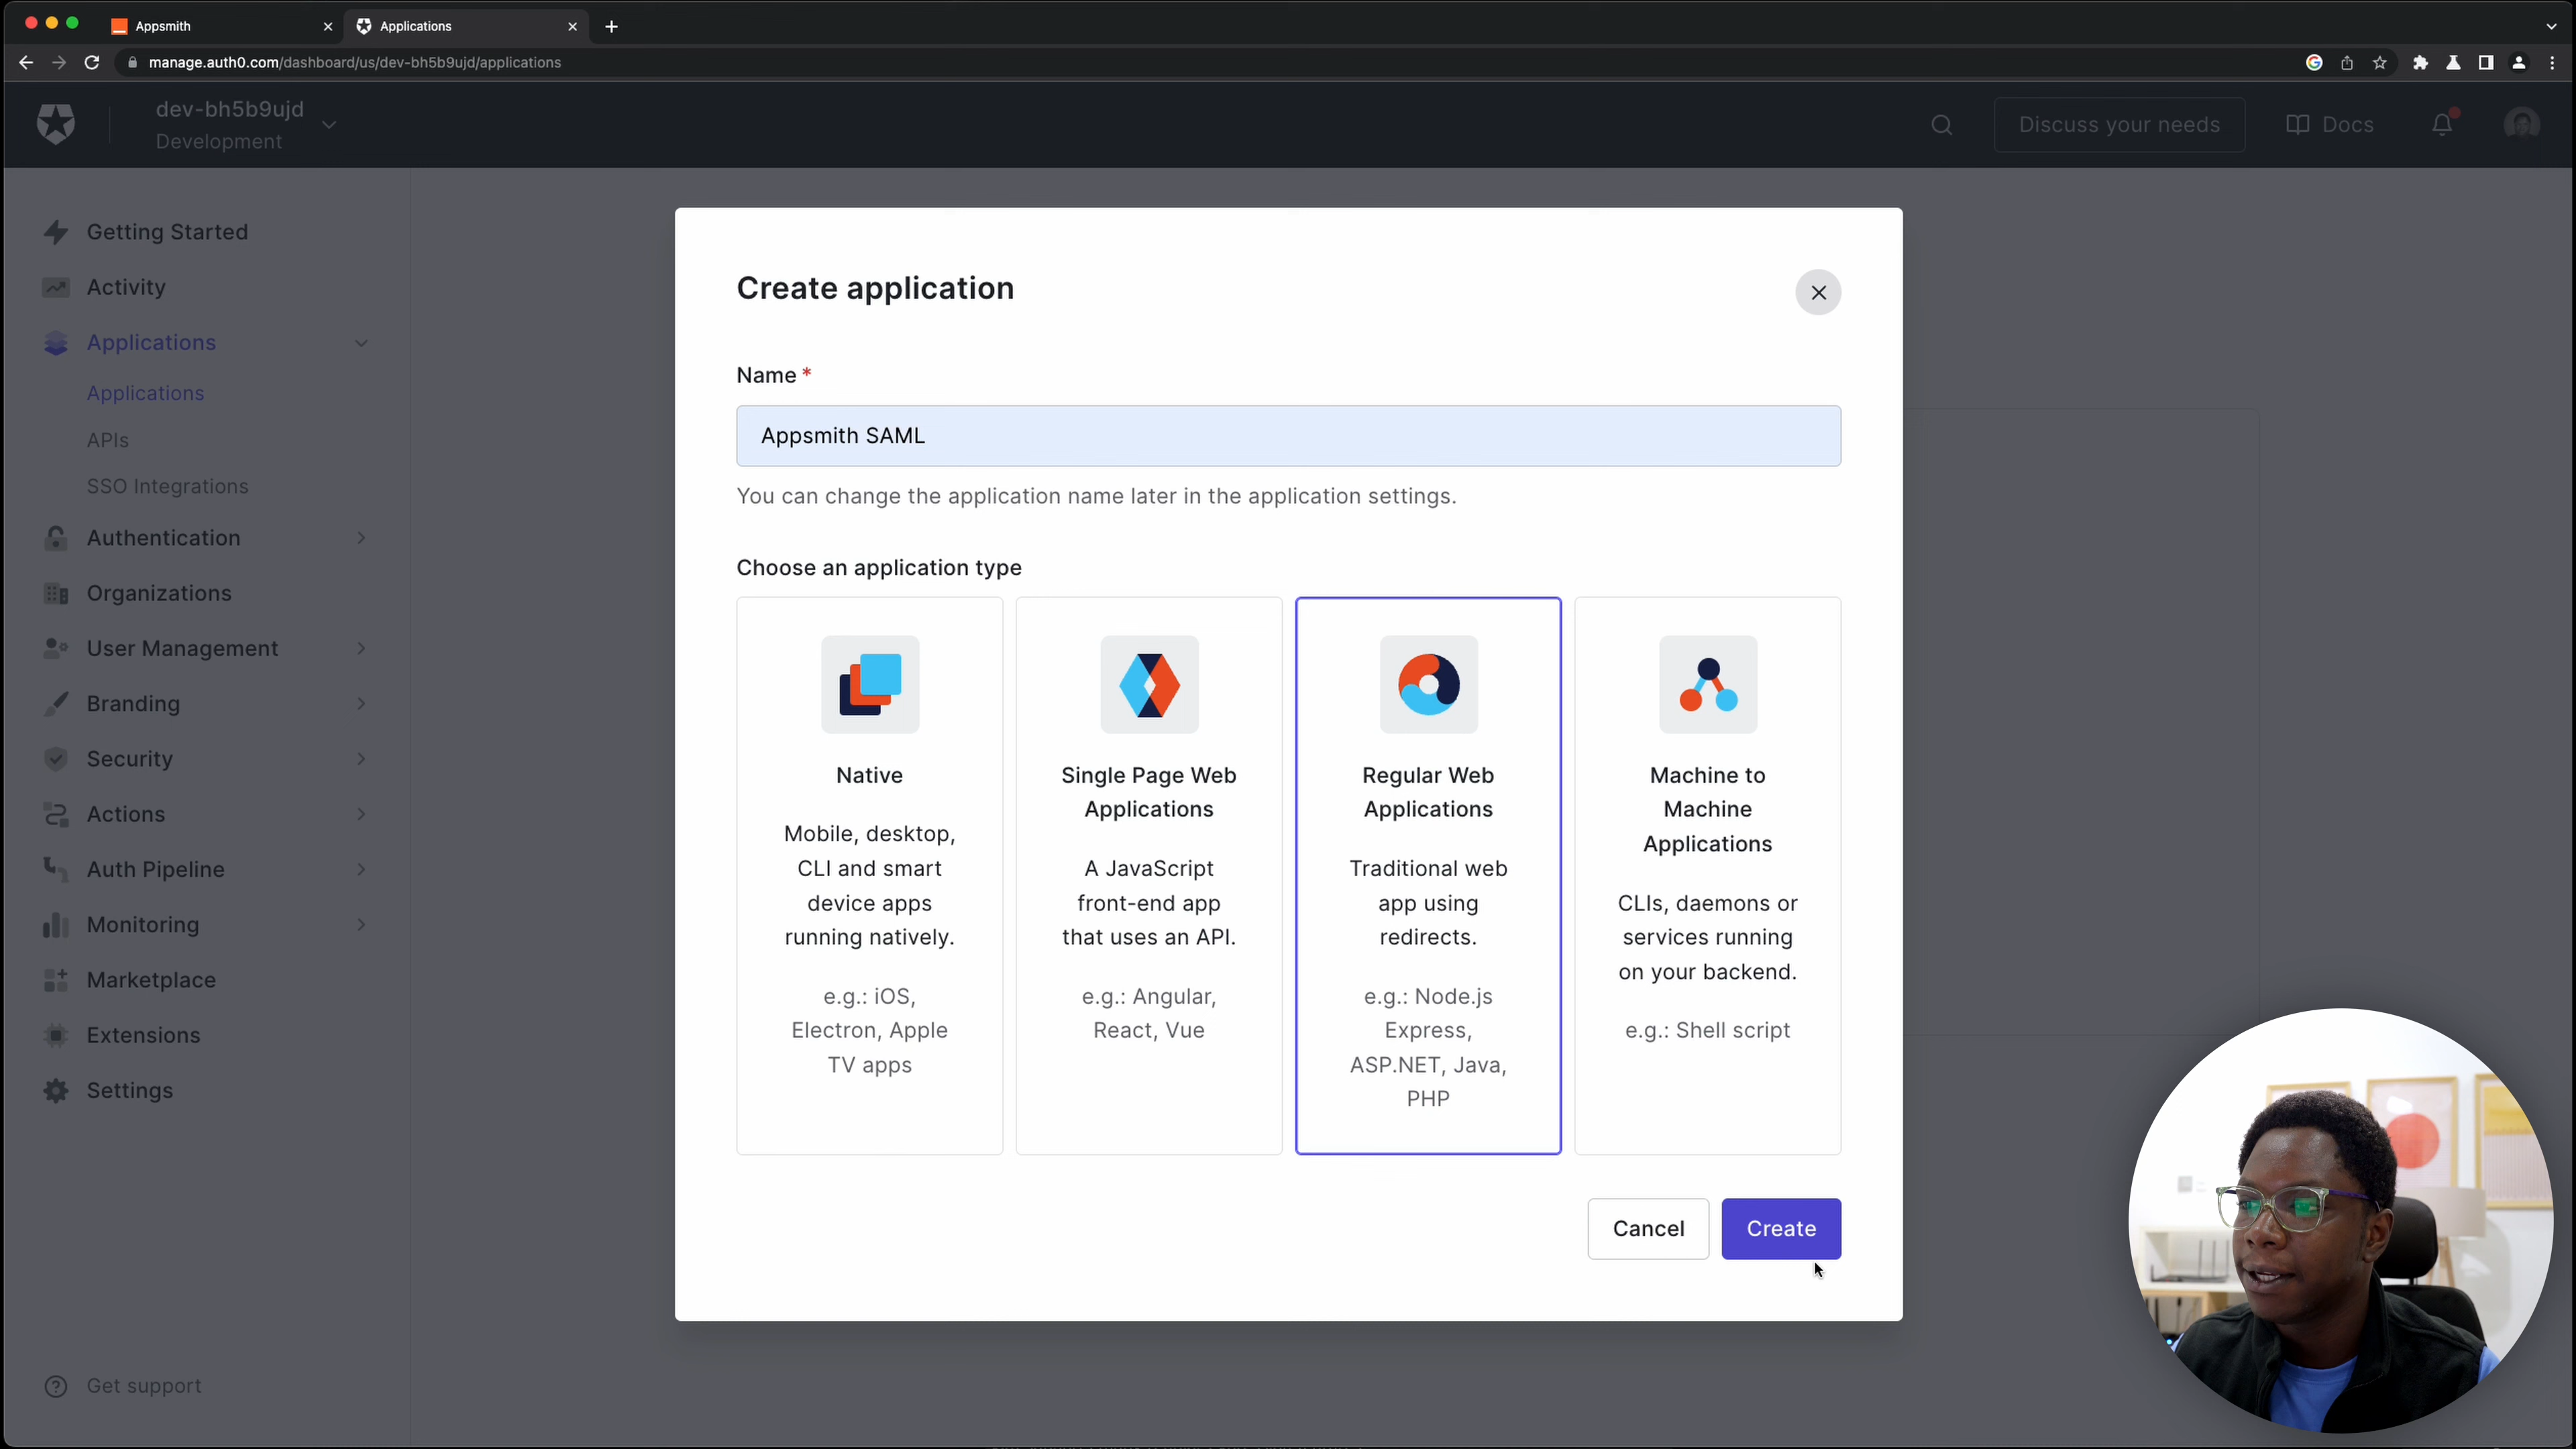 Appsmith
Applications
manage.auth0.com/dashboard/us/dev-bh5b9ujd/applications
dev-bh5b9ujd
Development
Discuss your needs
Docs
Getting Started
Activity
Applications
Applications
APIs
SSO Integrations
Authentication
Organizations
User Management
Branding
Security
Actions
Auth Pipeline
Monitoring
Marketplace
Extensions
Settings
Get support
Create application
Name *
Appsmith SAML
You can change the application name later in the application settings.
Choose an application type
Native
Mobile, desktop,
CLI and smart
device apps
running natively.
e.g.: iOS,
Electron, Apple
TV apps
Single Page Web
Applications
A JavaScript
front-end app
that uses an API.
e.g.: Angular,
React, Vue
Regular Web
Applications
Traditional web
app using
redirects.
e.g.: Node.js
Express,
ASP.NET, Java,
PHP
Machine to
Machine
Applications
CLIs, daemons or
services running
on your backend.
e.g.: Shell script
Cancel
Create